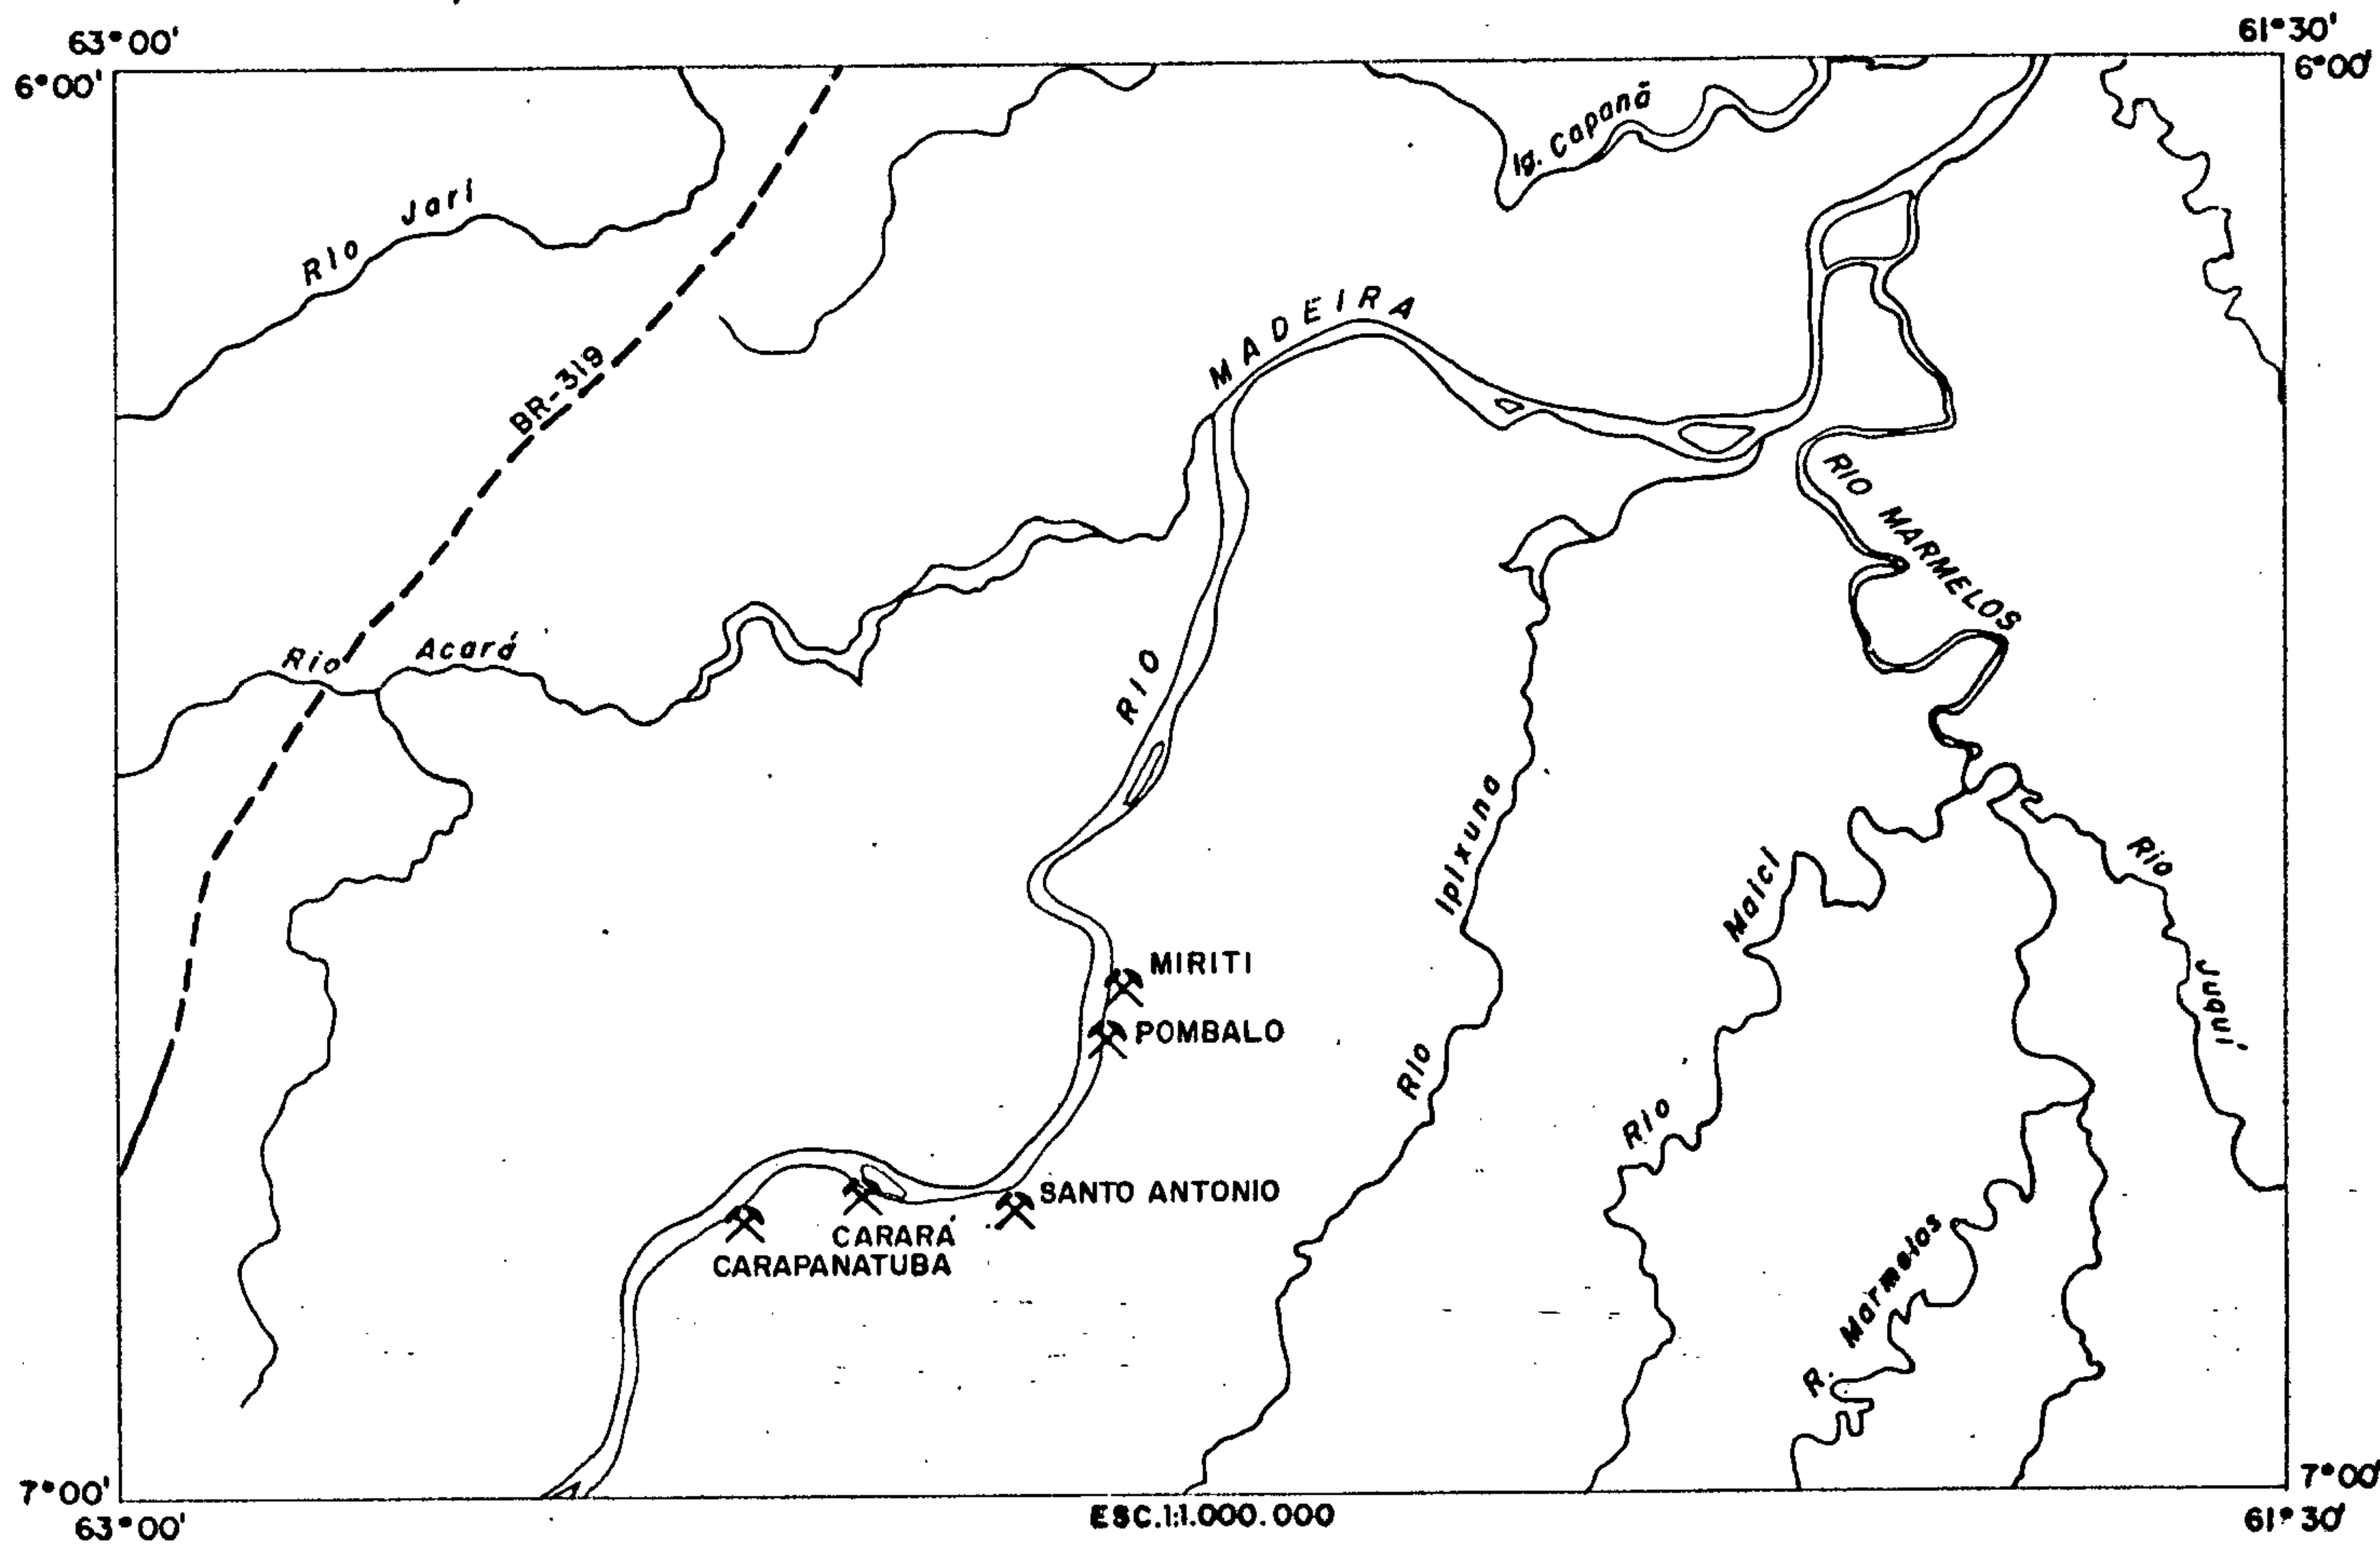 63°00'
61°30'
6°00'
6°00'
Ig. Capanã
Rio Jari
MADEIRA
BR-319
RIO MARMELOS
Rio Acará
RIO
Ipixuna
Rio
Maici
Juquí
MIRITI
POMBALO
Rio
Rio
SANTO ANTONIO
CARARÁ
CARAPANATUBA
R. Marmelos
7°00'
7°00'
63°00'
ESC.1:1.000.000
61°30'